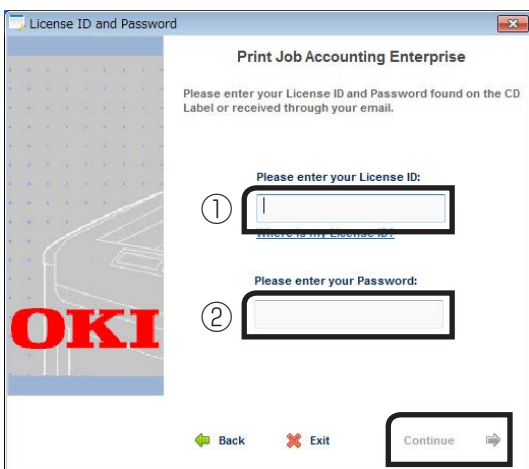 License ID and Password
Print Job Accounting Enterprise
Please enter your License ID and Password found on the CD
Label or received through your email.
Please enter your License ID:
①
Where is my License ID?
Please enter your Password:
②
OKI
Back Exit Continue